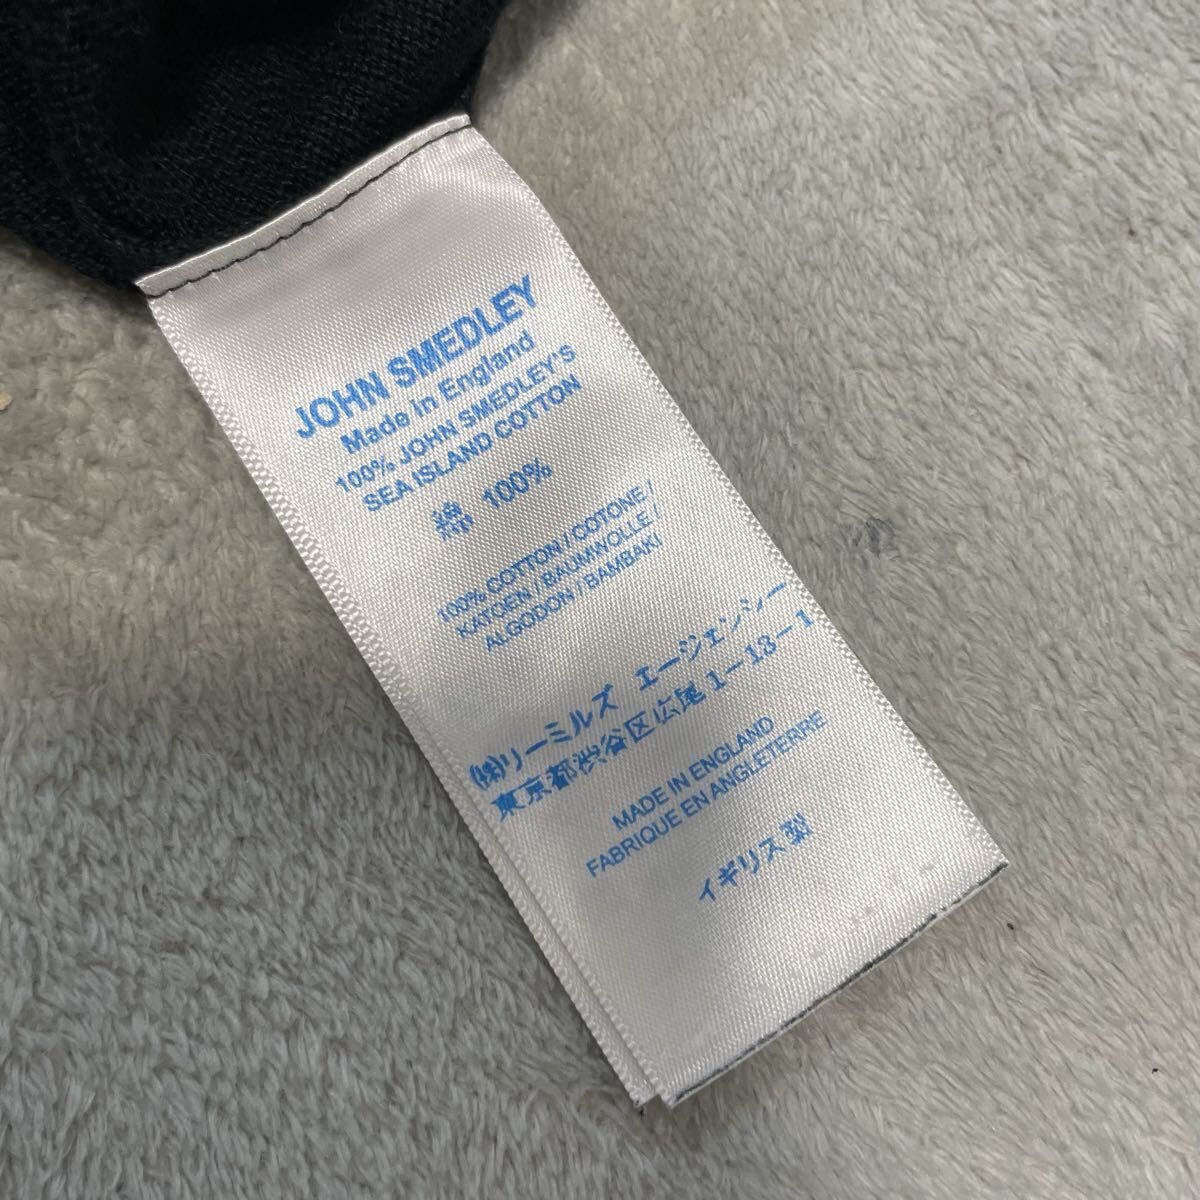 JOHN SMEDLEY
Made in England
100% JOHN SMEDLEY'S
SEA ISLAND COTTON
綿 100%
100% COTTON / COTONE /
KATOEN / BAUMWOLLE /
ALGODON / BAMBAKI
(株)リーミルズ エージェンシー
東京都渋谷区広尾1-13-1
MADE IN ENGLAND
FABRIQUE EN ANGLETERRE
イギリス製